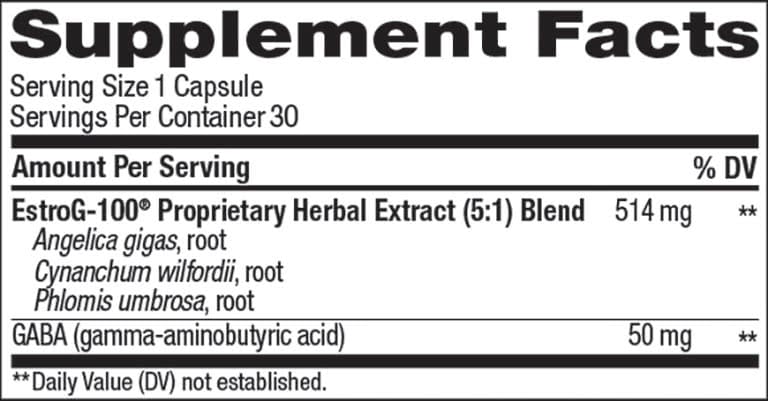 Supplement Facts
Serving Size 1 Capsule
Servings Per Container 30
Amount Per Serving % DV
EstroG-100® Proprietary Herbal Extract (5:1) Blend 514 mg **
Angelica gigas, root
Cynanchum wilfordii, root
Phlomis umbrosa, root
GABA (gamma-aminobutyric acid) 50 mg **
**Daily Value (DV) not established.